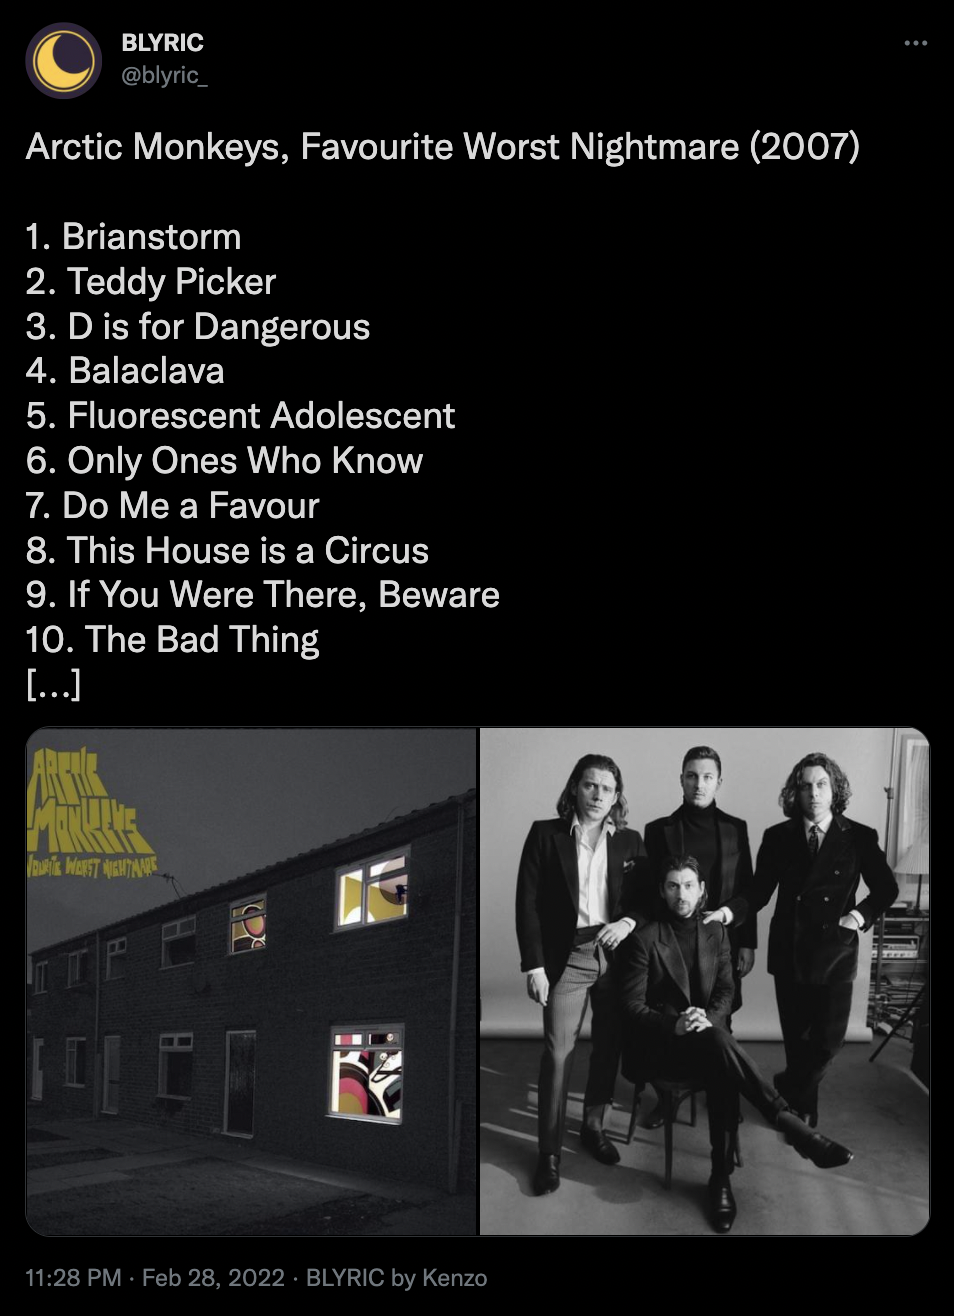 BLYRIC
@blyric_
Arctic Monkeys, Favourite Worst Nightmare (2007)
1. Brianstorm
2. Teddy Picker
3. D is for Dangerous
4. Balaclava
5. Fluorescent Adolescent
6. Only Ones Who Know
7. Do Me a Favour
8. This House is a Circus
9. If You Were There, Beware
10. The Bad Thing
[...]
ARCTIC
MONKEYS
WORST NIGHTMARE
11:28 PM · Feb 28, 2022 · BLYRIC by Kenzo